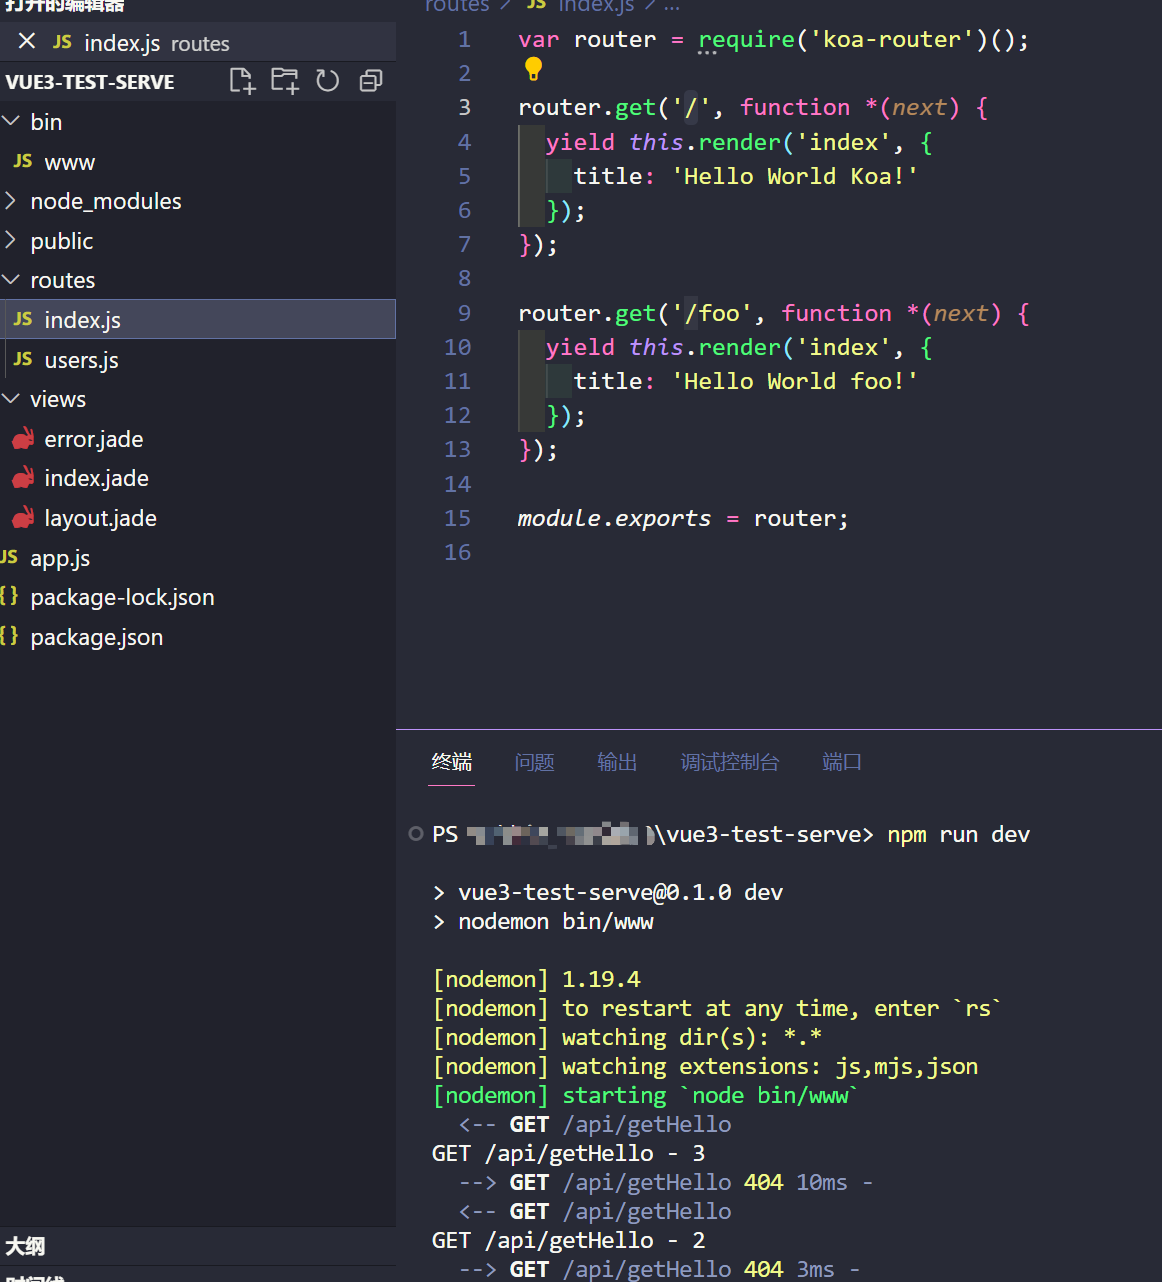 打开的编辑器
JS index.js routes
VUE3-TEST-SERVE
bin
JS www
node_modules
public
routes
JS index.js
JS users.js
views
error.jade
index.jade
layout.jade
JS app.js
{} package-lock.json
{} package.json
大纲
时间线
routes > JS index.js > ...
1 var router = require('koa-router')();
2
3 router.get('/', function *(next) {
4   yield this.render('index', {
5     title: 'Hello World Koa!'
6   });
7 });
8
9 router.get('/foo', function *(next) {
10   yield this.render('index', {
11     title: 'Hello World foo!'
12   });
13 });
14
15 module.exports = router;
16
终端 问题 输出 调试控制台 端口
PS \vue3-test-serve> npm run dev
> vue3-test-serve@0.1.0 dev
> nodemon bin/www
[nodemon] 1.19.4
[nodemon] to restart at any time, enter `rs`
[nodemon] watching dir(s): *.*
[nodemon] watching extensions: js,mjs,json
[nodemon] starting `node bin/www`
  <-- GET /api/getHello
GET /api/getHello - 3
  --> GET /api/getHello 404 10ms -
  <-- GET /api/getHello
GET /api/getHello - 2
  --> GET /api/getHello 404 3ms -